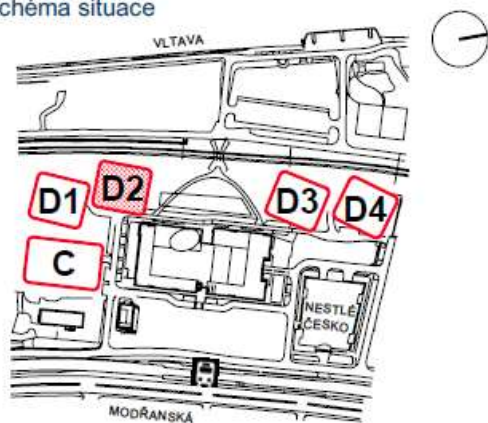 chéma situace
VLTAVA
D1
D2
D3
D4
C
NESTLÉ
ČESKO
MODŘANSKÁ